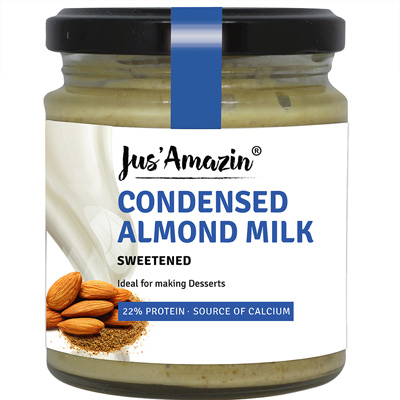 Jus'Amazin®
CONDENSED
ALMOND MILK
SWEETENED
Ideal for making Desserts
22% PROTEIN · SOURCE OF CALCIUM